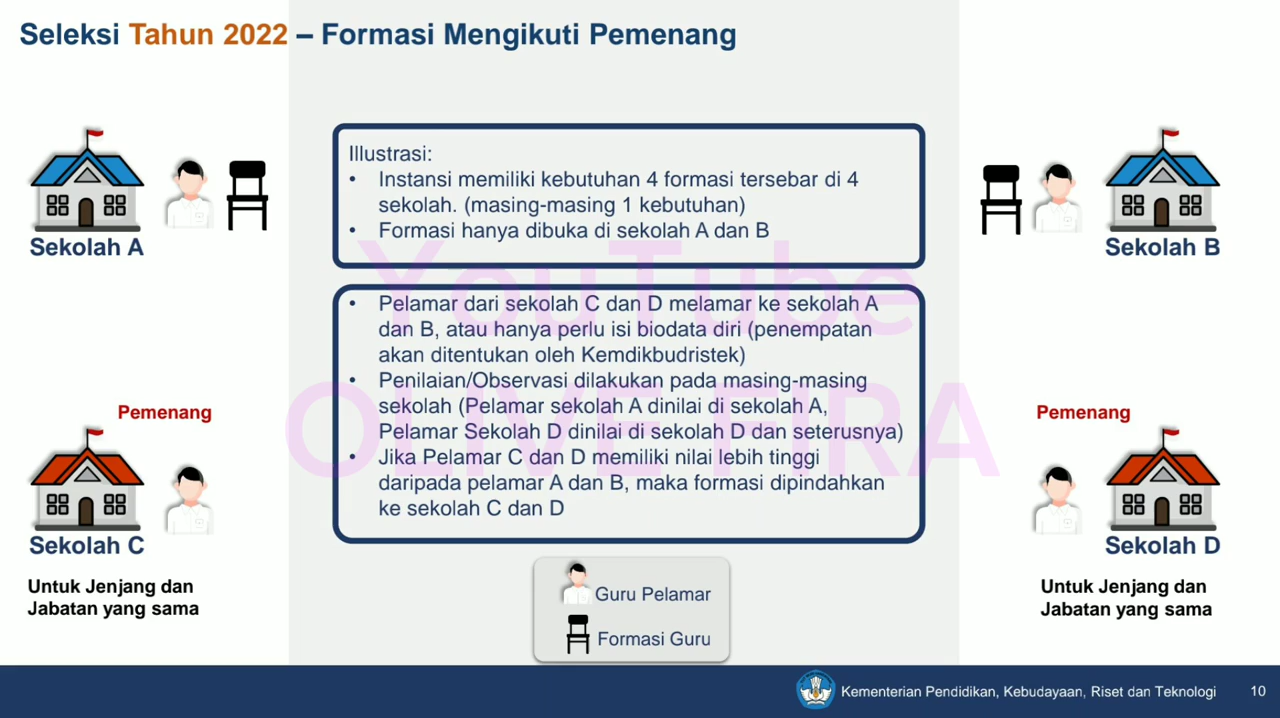 Seleksi Tahun 2022 – Formasi Mengikuti Pemenang
Sekolah A
Illustrasi:
• Instansi memiliki kebutuhan 4 formasi tersebar di 4
sekolah. (masing-masing 1 kebutuhan)
• Formasi hanya dibuka di sekolah A dan B
Sekolah B
YouTube
OLIVE FIRA
• Pelamar dari sekolah C dan D melamar ke sekolah A
dan B, atau hanya perlu isi biodata diri (penempatan
akan ditentukan oleh Kemdikbudristek)
• Penilaian/Observasi dilakukan pada masing-masing
sekolah (Pelamar sekolah A dinilai di sekolah A,
Pelamar Sekolah D dinilai di sekolah D dan seterusnya)
• Jika Pelamar C dan D memiliki nilai lebih tinggi
daripada pelamar A dan B, maka formasi dipindahkan
ke sekolah C dan D
Pemenang
Sekolah C
Untuk Jenjang dan
Jabatan yang sama
Pemenang
Sekolah D
Untuk Jenjang dan
Jabatan yang sama
Guru Pelamar
Formasi Guru
Kementerian Pendidikan, Kebudayaan, Riset dan Teknologi
10